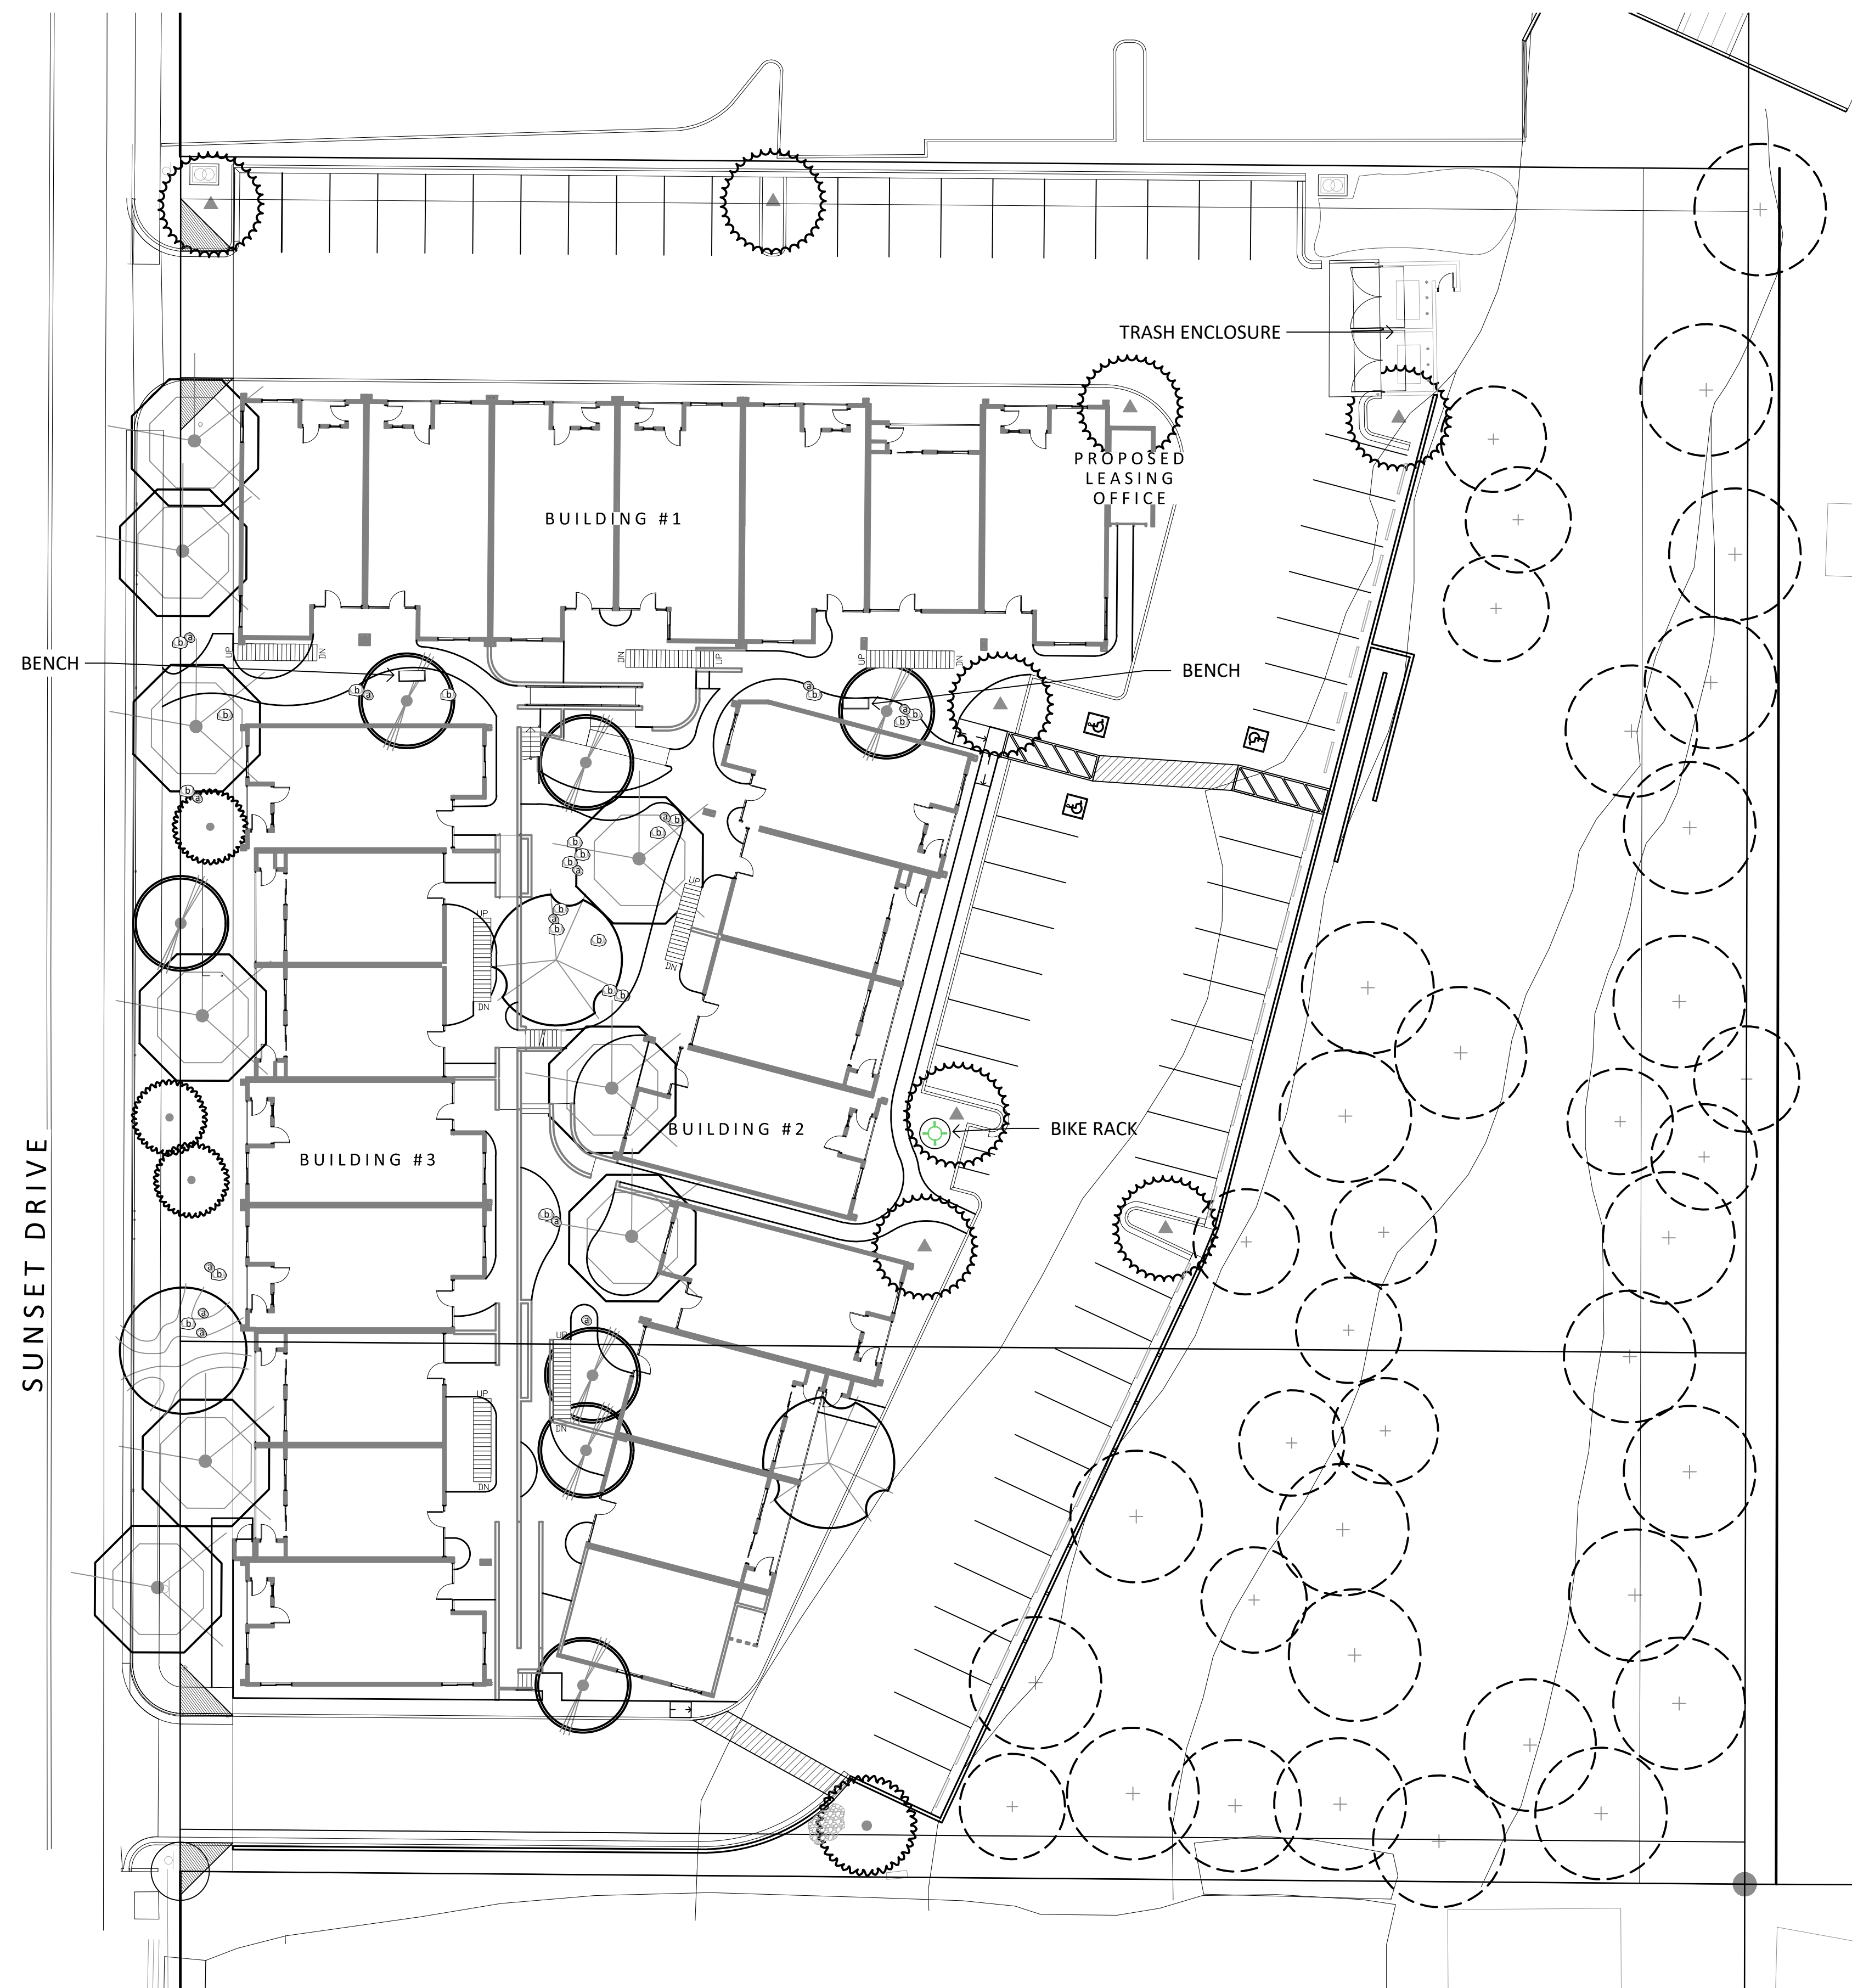 TRASH ENCLOSURE
PROPOSED
LEASING
OFFICE
BUILDING #1
b
a
UP
DN
DN
UP
UP
DN
BENCH
BENCH
b
a
b
a
b
a
b
b
b
b
a
a
b
b
b
b
b
a
UP
UP
b
a
b
b
DN
b
b
DN
BUILDING #2
BIKE RACK
BUILDING #3
SUNSET DRIVE
b
a
a
b
a
b
a
a
UP
UP
DN
DN